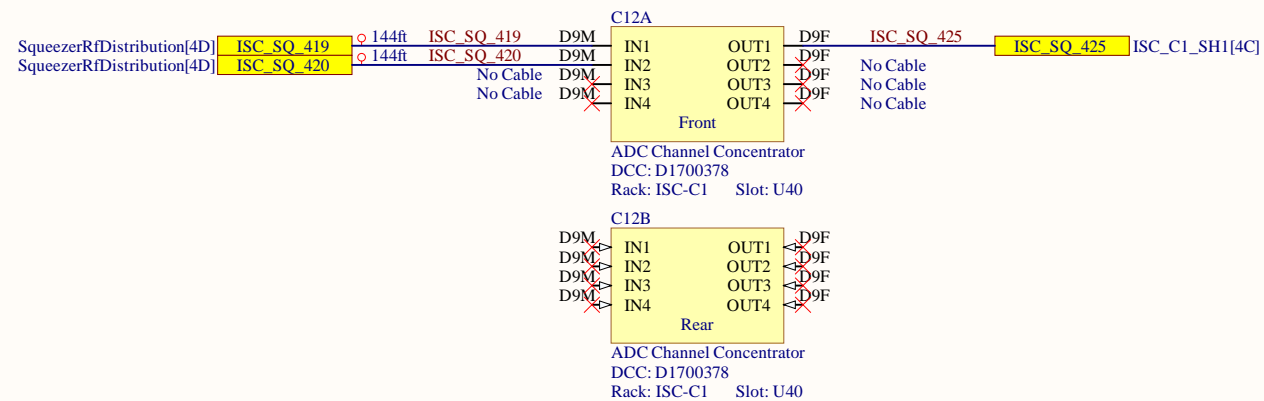 C12A
SqueezerRfDistribution[4D] ISC_SQ_419 144ft ISC_SQ_419 D9M IN1 OUT1 D9F ISC_SQ_425 ISC_SQ_425 ISC_C1_SH1[4C]
SqueezerRfDistribution[4D] ISC_SQ_420 144ft ISC_SQ_420 D9M IN2 OUT2 D9F No Cable
No Cable D9M IN3 OUT3 D9F No Cable
No Cable D9M IN4 OUT4 D9F No Cable
Front
ADC Channel Concentrator
DCC: D1700378
Rack: ISC-C1 Slot: U40
C12B
D9M IN1 OUT1 D9F
D9M IN2 OUT2 D9F
D9M IN3 OUT3 D9F
D9M IN4 OUT4 D9F
Rear
ADC Channel Concentrator
DCC: D1700378
Rack: ISC-C1 Slot: U40